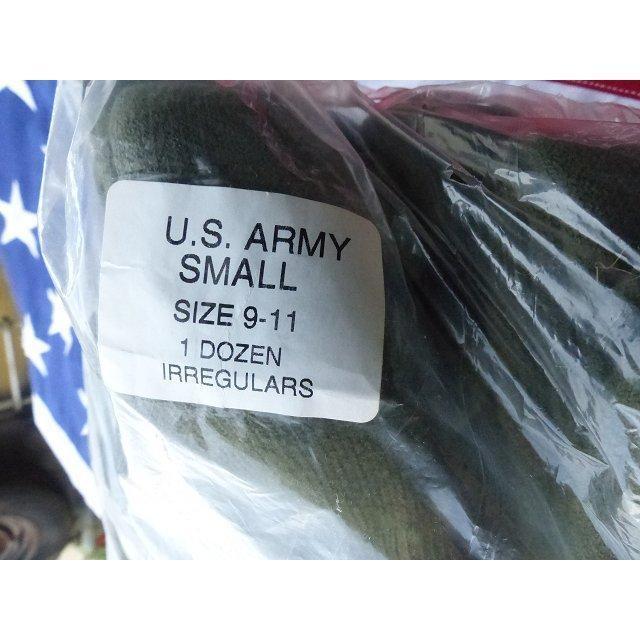 U.S. ARMY
SMALL
SIZE 9-11
1 DOZEN
IRREGULARS